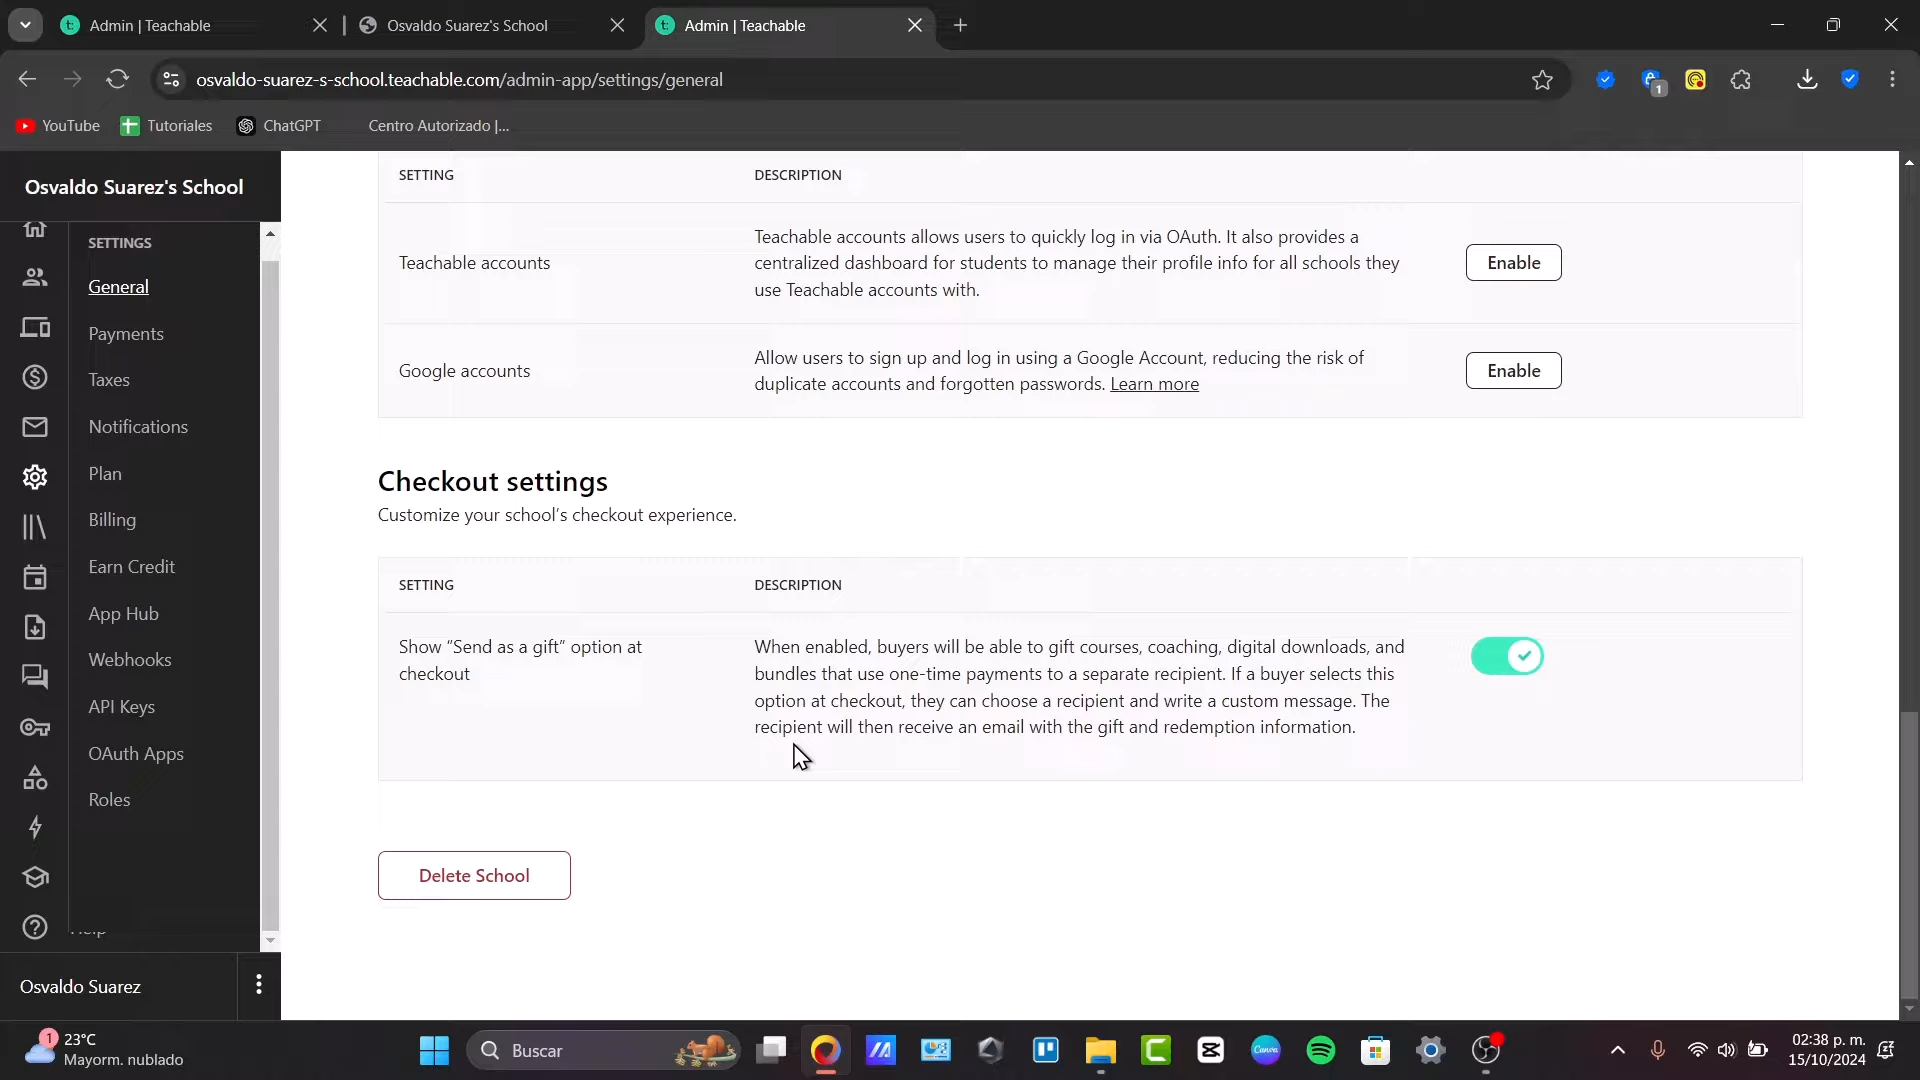 Admin | Teachable
Osvaldo Suarez's School
Admin | Teachable
osvaldo-suarez-s-school.teachable.com/admin-app/settings/general
1
YouTube
Tutoriales
ChatGPT
Centro Autorizado |...
Osvaldo Suarez's School
SETTINGS
General
Payments
Taxes
Notifications
Plan
Billing
Earn Credit
App Hub
Webhooks
API Keys
OAuth Apps
Roles
Help
Osvaldo Suarez
SETTING DESCRIPTION
Teachable accounts
Teachable accounts allows users to quickly log in via OAuth. It also provides a
centralized dashboard for students to manage their profile info for all schools they
use Teachable accounts with.
Enable
Google accounts
Allow users to sign up and log in using a Google Account, reducing the risk of
duplicate accounts and forgotten passwords. Learn more
Enable
Checkout settings
Customize your school's checkout experience.
SETTING DESCRIPTION
Show “Send as a gift” option at
checkout
When enabled, buyers will be able to gift courses, coaching, digital downloads, and
bundles that use one-time payments to a separate recipient. If a buyer selects this
option at checkout, they can choose a recipient and write a custom message. The
recipient will then receive an email with the gift and redemption information.
Delete School
1
23°C
Mayorm. nublado
Buscar
Canva
02:38 p. m.
15/10/2024